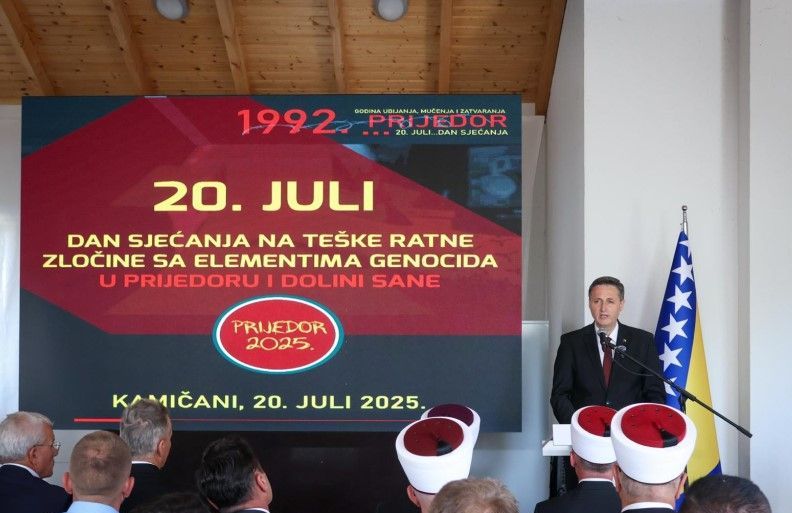 1992.
GODINA UBIJANJA, MUČENJA I ZATVARANJA
PRIJEDOR
... 20. JULI...DAN SJEĆANJA
20. JULI
DAN SJEĆANJA NA TEŠKE RATNE
ZLOČINE SA ELEMENTIMA GENOCIDA
U PRIJEDORU I DOLINI SANE
PRIJEDOR
2025.
KAMIČANI, 20. JULI 2025.